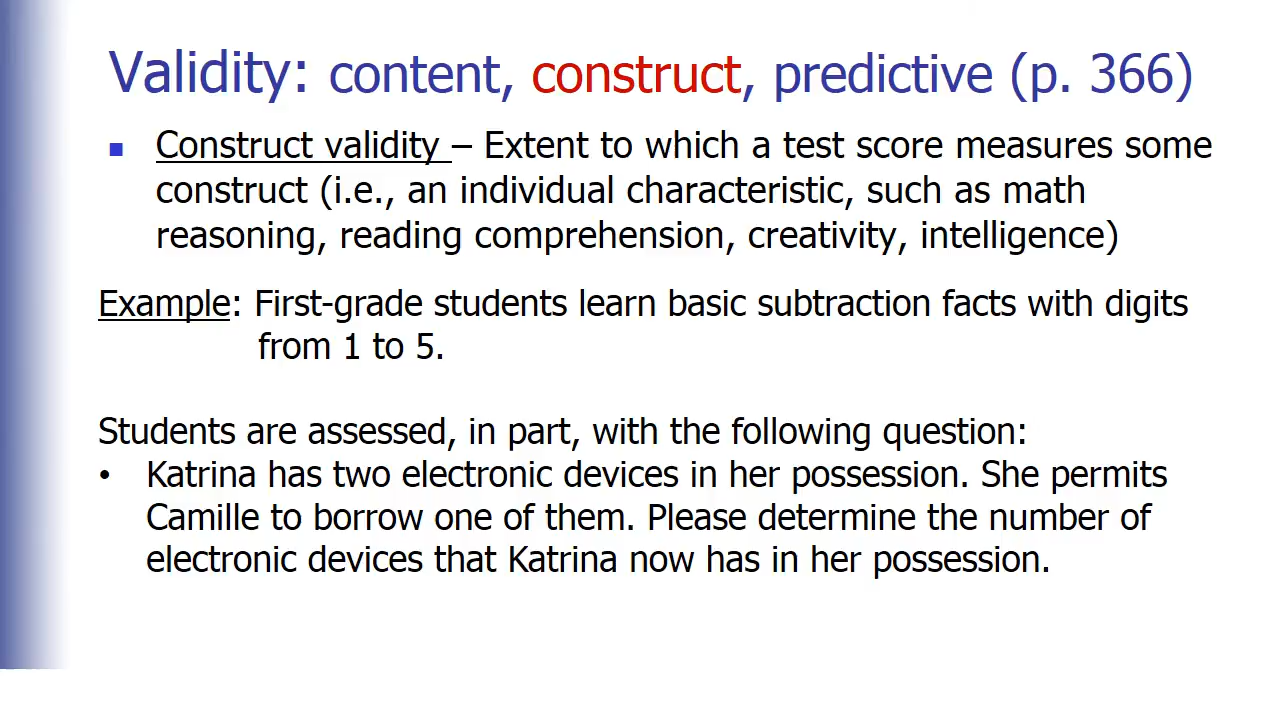 Validity: content, construct, predictive (p. 366)
■ Construct validity – Extent to which a test score measures some
construct (i.e., an individual characteristic, such as math
reasoning, reading comprehension, creativity, intelligence)
Example: First-grade students learn basic subtraction facts with digits
from 1 to 5.
Students are assessed, in part, with the following question:
• Katrina has two electronic devices in her possession. She permits
Camille to borrow one of them. Please determine the number of
electronic devices that Katrina now has in her possession.